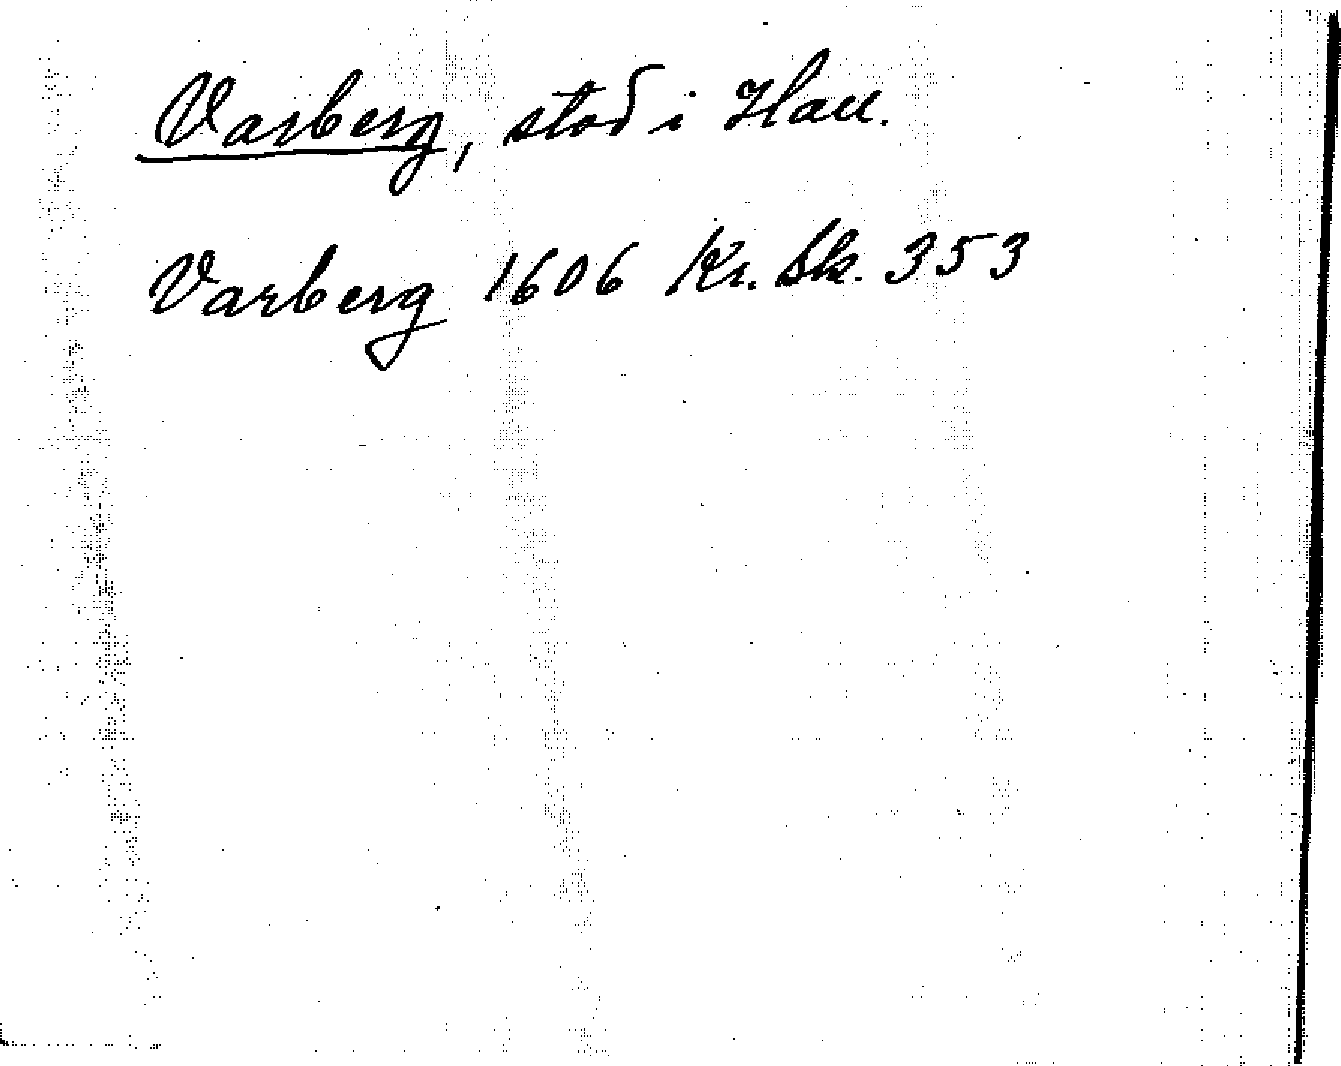 Varberg, stad i Hall.
Varberg 1606 Kr. Sk. 353